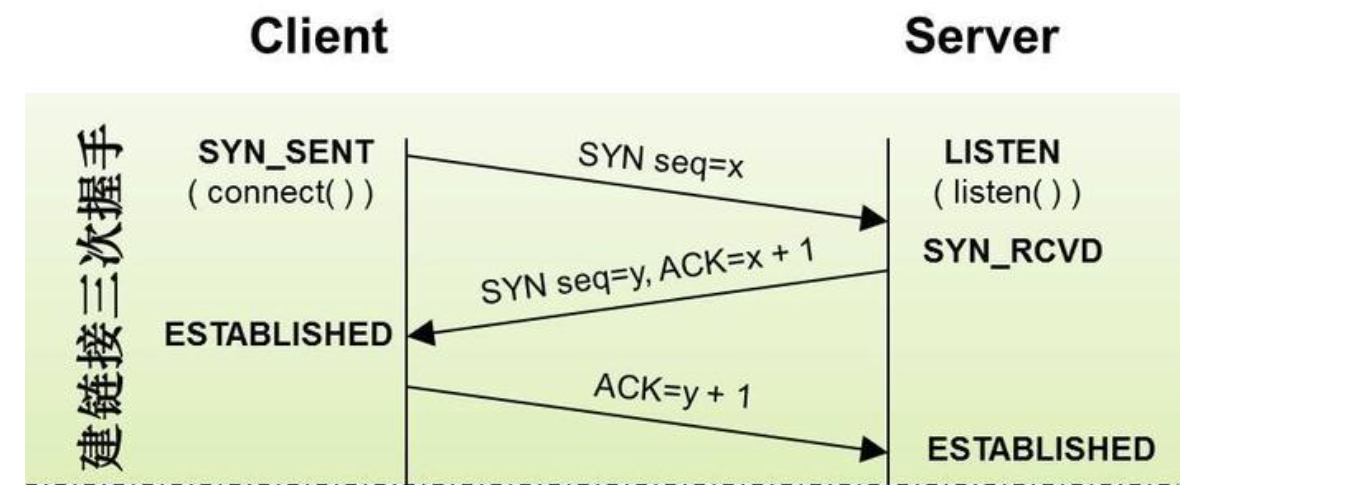 Client
Server
建链接三次握手
SYN_SENT
( connect( ) )
SYN seq=x
LISTEN
( listen( ) )
SYN_RCVD
SYN seq=y, ACK=x + 1
ESTABLISHED
ACK=y + 1
ESTABLISHED